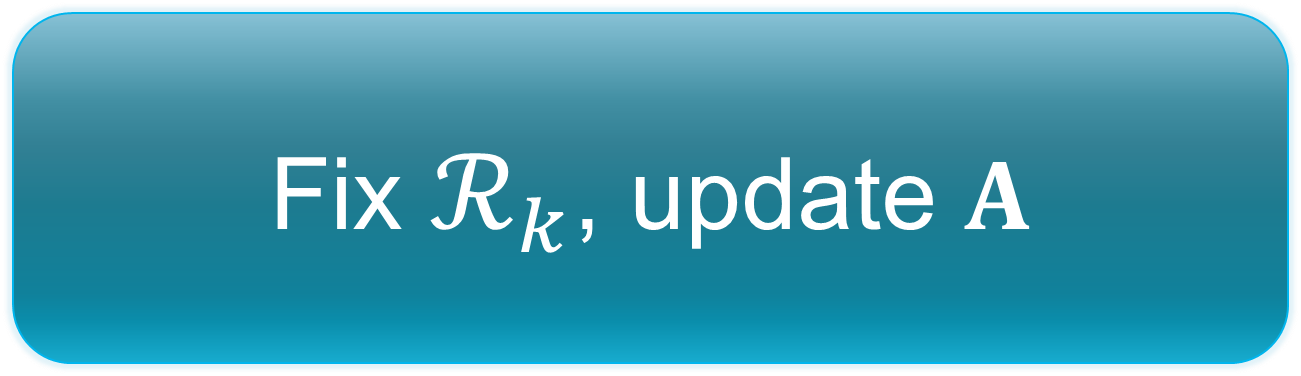 Fix ℛₖ, update 𝐀